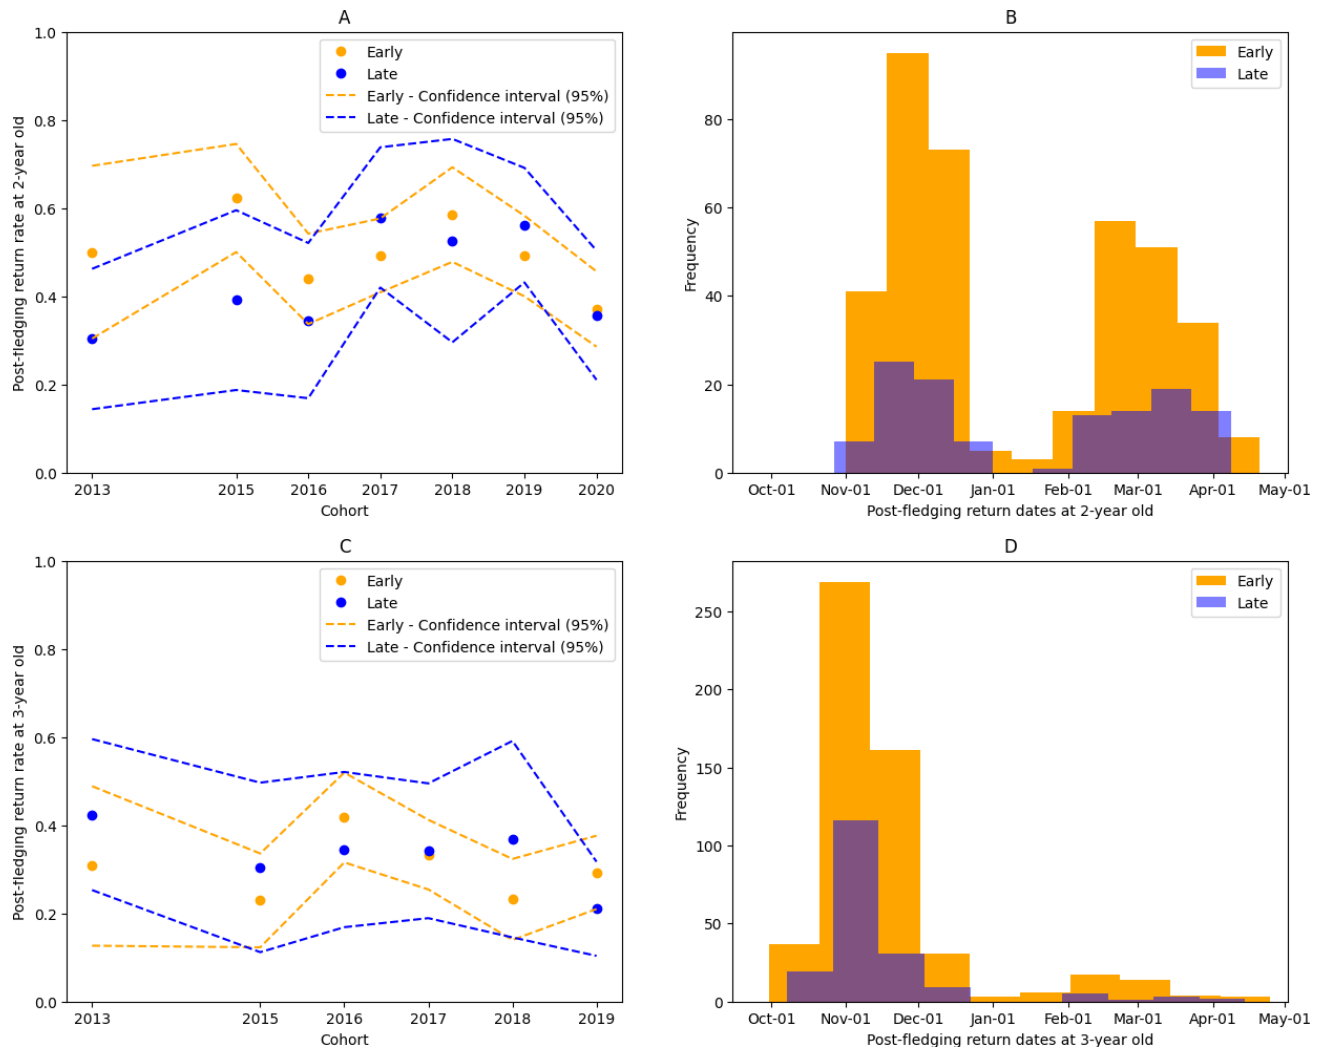 A
Post-fledging return rate at 2-year old
1.0
0.8
0.6
0.4
0.2
0.0
Early
Late
Early - Confidence interval (95%)
Late - Confidence interval (95%)
2013 2015 2016 2017 2018 2019 2020
Cohort
B
Frequency
80
60
40
20
0
Early
Late
Oct-01 Nov-01 Dec-01 Jan-01 Feb-01 Mar-01 Apr-01 May-01
Post-fledging return dates at 2-year old
C
Post-fledging return rate at 3-year old
1.0
0.8
0.6
0.4
0.2
0.0
Early
Late
Early - Confidence interval (95%)
Late - Confidence interval (95%)
2013 2015 2016 2017 2018 2019
Cohort
D
Frequency
250
200
150
100
50
0
Early
Late
Oct-01 Nov-01 Dec-01 Jan-01 Feb-01 Mar-01 Apr-01 May-01
Post-fledging return dates at 3-year old